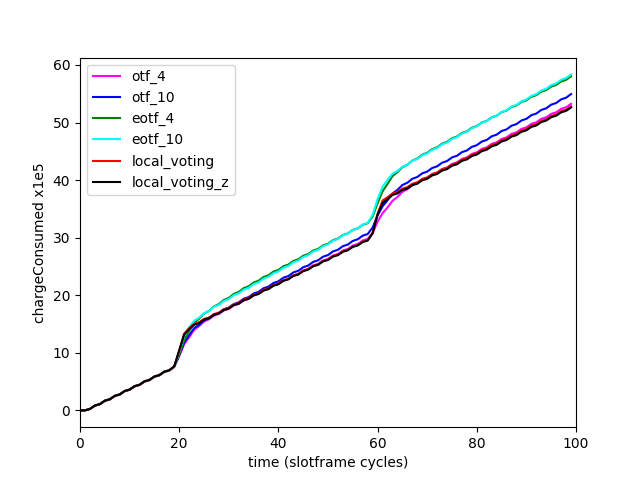 otf_4
otf_10
eotf_4
eotf_10
local_voting
local_voting_z
chargeConsumed x1e5
60
50
40
30
20
10
0
0 20 40 60 80 100
time (slotframe cycles)